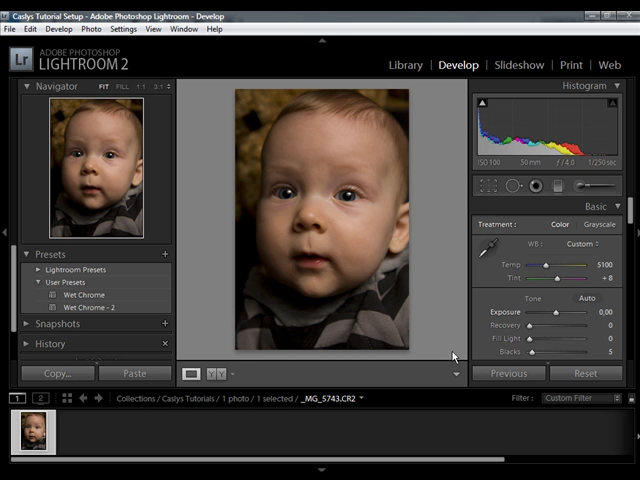 Caslys Tutorial Setup - Adobe Photoshop Lightroom - Develop
File Edit Develop Photo Settings View Window Help
Lr ADOBE PHOTOSHOP LIGHTROOM 2
Library | Develop | Slideshow | Print | Web
Navigator FIT FILL 1:1 3:1
Histogram
ISO 100 50 mm f / 4,0 1/250 sec
Basic
Treatment : Color Grayscale
WB : Custom
Temp 5100
Tint + 8
Tone Auto
Exposure 0,00
Recovery 0
Fill Light 0
Blacks 5
Presets
Lightroom Presets
User Presets
Wet Chrome
Wet Chrome - 2
Snapshots
History
Copy... Paste
Y Y
Previous Reset
1 2 Collections / Caslys Tutorials / 1 photo / 1 selected / _MG_5743.CR2
Filter : Custom Filter